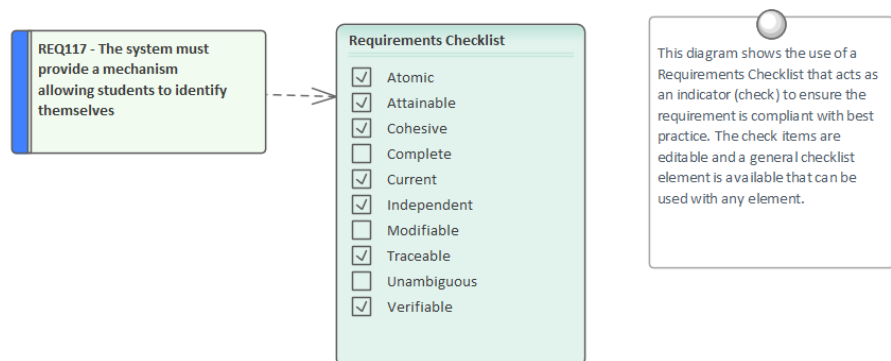 REQ117 - The system must
provide a mechanism
allowing students to identify
themselves
Requirements Checklist
Atomic
Attainable
Cohesive
Complete
Current
Independent
Modifiable
Traceable
Unambiguous
Verifiable
This diagram shows the use of a
Requirements Checklist that acts as
an indicator (check) to ensure the
requirement is compliant with best
practice. The check items are
editable and a general checklist
element is available that can be
used with any element.